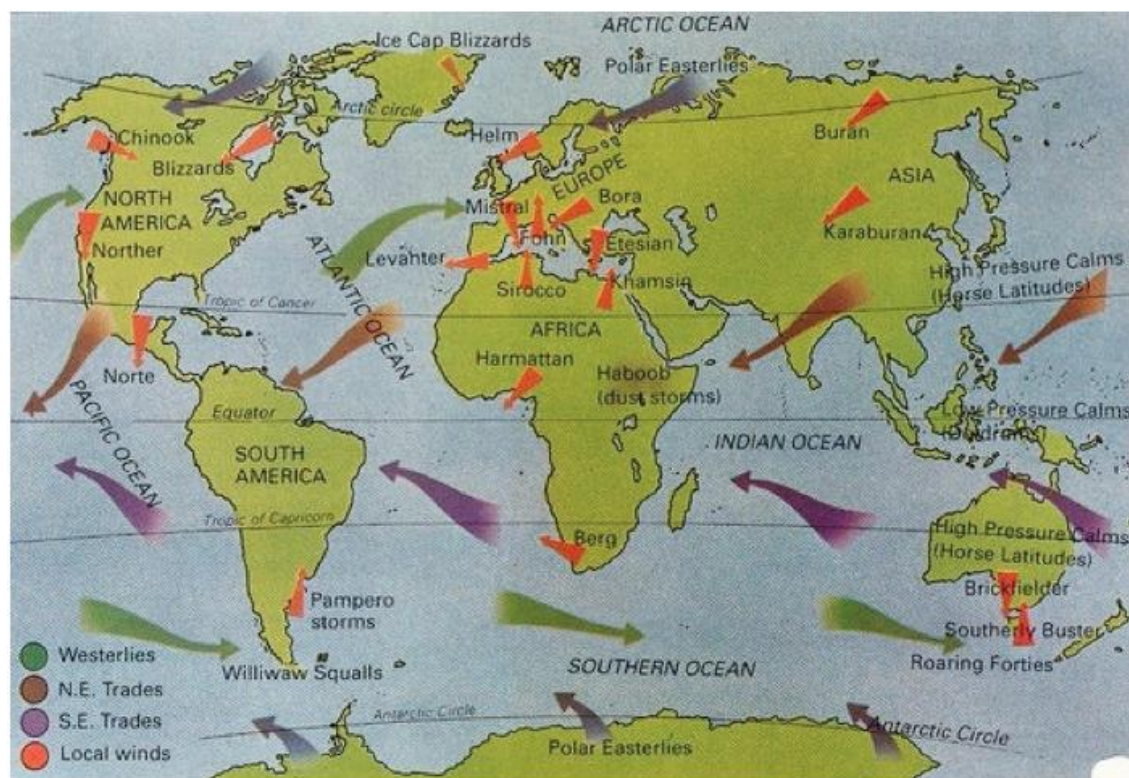 ARCTIC OCEAN
Ice Cap Blizzards
Polar Easterlies
Arctic circle
Chinook
Blizzards
Helm
Buran
NORTH
AMERICA
Norther
EUROPE
Mistral
Bora
ASIA
Fohn
Etesian
Karaburan
Levahter
Sirocco
Khamsin
High Pressure Calms
(Horse Latitudes)
ATLANTIC OCEAN
Tropic of Cancer
AFRICA
Norte
Harmattan
Haboob
(dust storms)
PACIFIC OCEAN
Equator
Low Pressure Calms
INDIAN OCEAN
SOUTH
AMERICA
Tropic of Capricorn
Berg
High Pressure Calms
(Horse Latitudes)
Brickfielder
Pampero
storms
Southerly Buster
Roaring Forties
Williwaw Squalls
SOUTHERN OCEAN
Westerlies
N.E. Trades
S.E. Trades
Local winds
Antarctic Circle
Antarctic Circle
Polar Easterlies